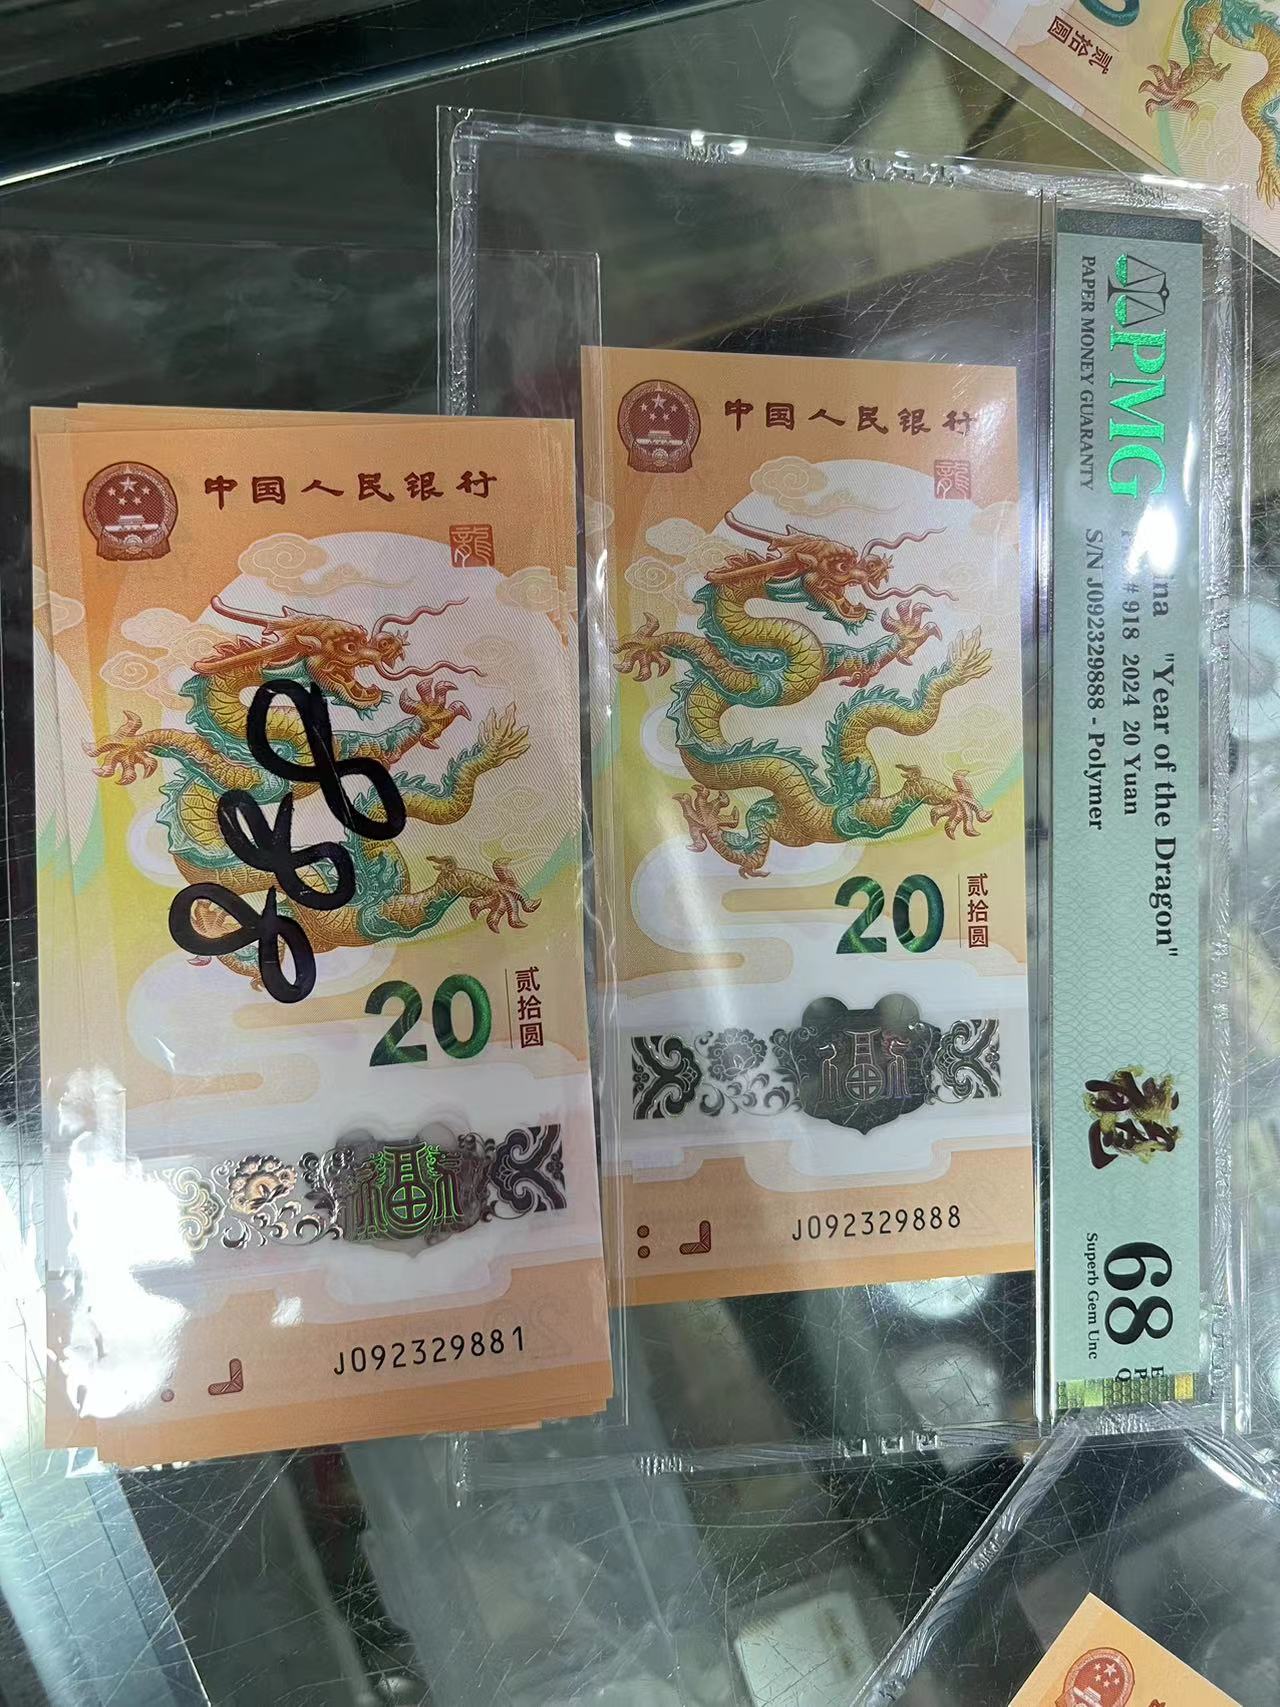 贰拾圆
中国人民银行
龍
888
20
贰拾圆
福
J092329881
中国人民银行
龍
20
贰拾圆
福
J092329888
PMG
PAPER MONEY GUARANTY
"Year of the Dragon"
# 918 2024 20 Yuan
S/N J092329888 - Polymer
68
EPQ
Superb Gem Unc